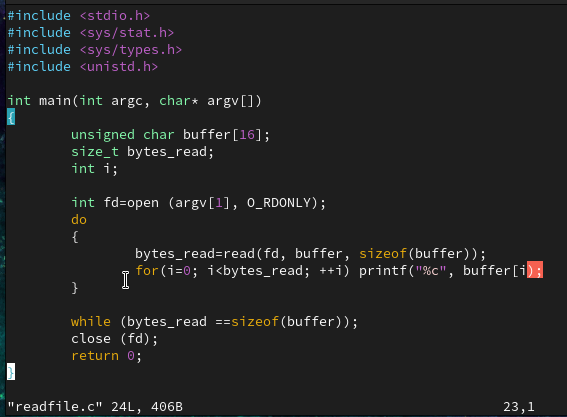 #include <stdio.h>
#include <sys/stat.h>
#include <sys/types.h>
#include <unistd.h>

int main(int argc, char* argv[])
{
        unsigned char buffer[16];
        size_t bytes_read;
        int i;

        int fd=open (argv[1], O_RDONLY);
        do
        {
                bytes_read=read(fd, buffer, sizeof(buffer));
                for(i=0; i<bytes_read; ++i) printf("%c", buffer[i);
        }

        while (bytes_read ==sizeof(buffer));
        close (fd);
        return 0;
}

"readfile.c" 24L, 406B                                  23,1